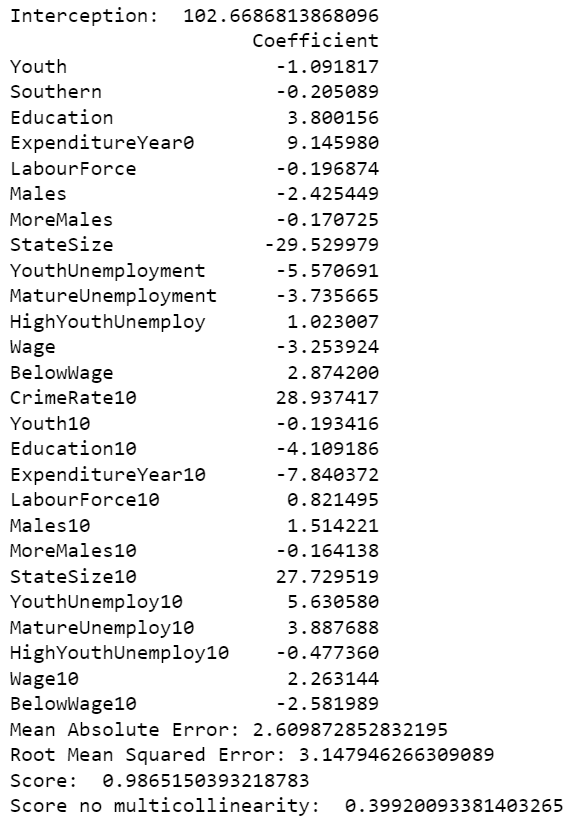 Interception:  102.6686813868096
Coefficient
Youth -1.091817
Southern -0.205089
Education 3.800156
ExpenditureYear0 9.145980
LabourForce -0.196874
Males -2.425449
MoreMales -0.170725
StateSize -29.529979
YouthUnemployment -5.570691
MatureUnemployment -3.735665
HighYouthUnemploy 1.023007
Wage -3.253924
BelowWage 2.874200
CrimeRate10 28.937417
Youth10 -0.193416
Education10 -4.109186
ExpenditureYear10 -7.840372
LabourForce10 0.821495
Males10 1.514221
MoreMales10 -0.164138
StateSize10 27.729519
YouthUnemploy10 5.630580
MatureUnemploy10 3.887688
HighYouthUnemploy10 -0.477360
Wage10 2.263144
BelowWage10 -2.581989
Mean Absolute Error: 2.609872852832195
Root Mean Squared Error: 3.147946266309089
Score:  0.9865150393218783
Score no multicollinearity:  0.39920093381403265